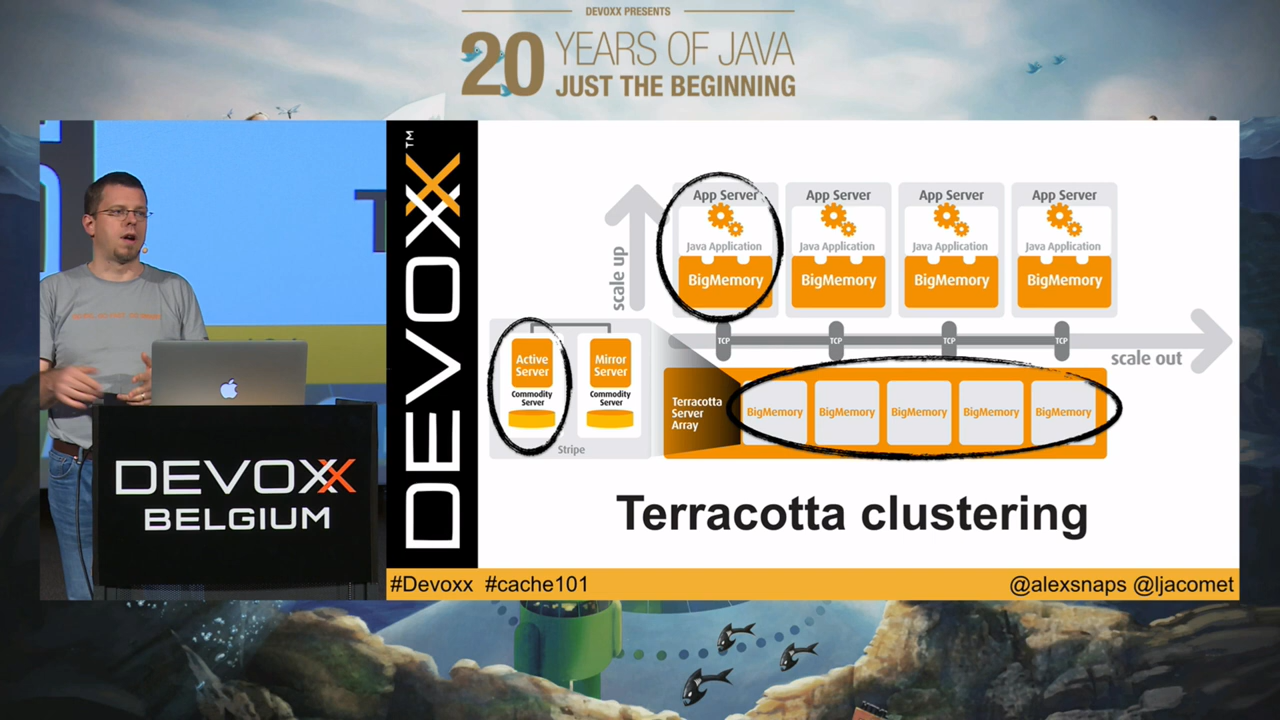 DEVOXX PRESENTS
20 YEARS OF JAVA
JUST THE BEGINNING
DEVOXX™
App Server
App Server
App Server
App Server
Java Application
Java Application
Java Application
Java Application
BigMemory
BigMemory
BigMemory
BigMemory
scale up
TCP
TCP
TCP
TCP
scale out
Active
Server
Commodity
Server
Mirror
Server
Commodity
Server
Stripe
Terracotta
Server
Array
BigMemory
BigMemory
BigMemory
BigMemory
BigMemory
Terracotta clustering
DEVOXX
BELGIUM
#Devoxx #cache101
@alexsnaps @ljacomet